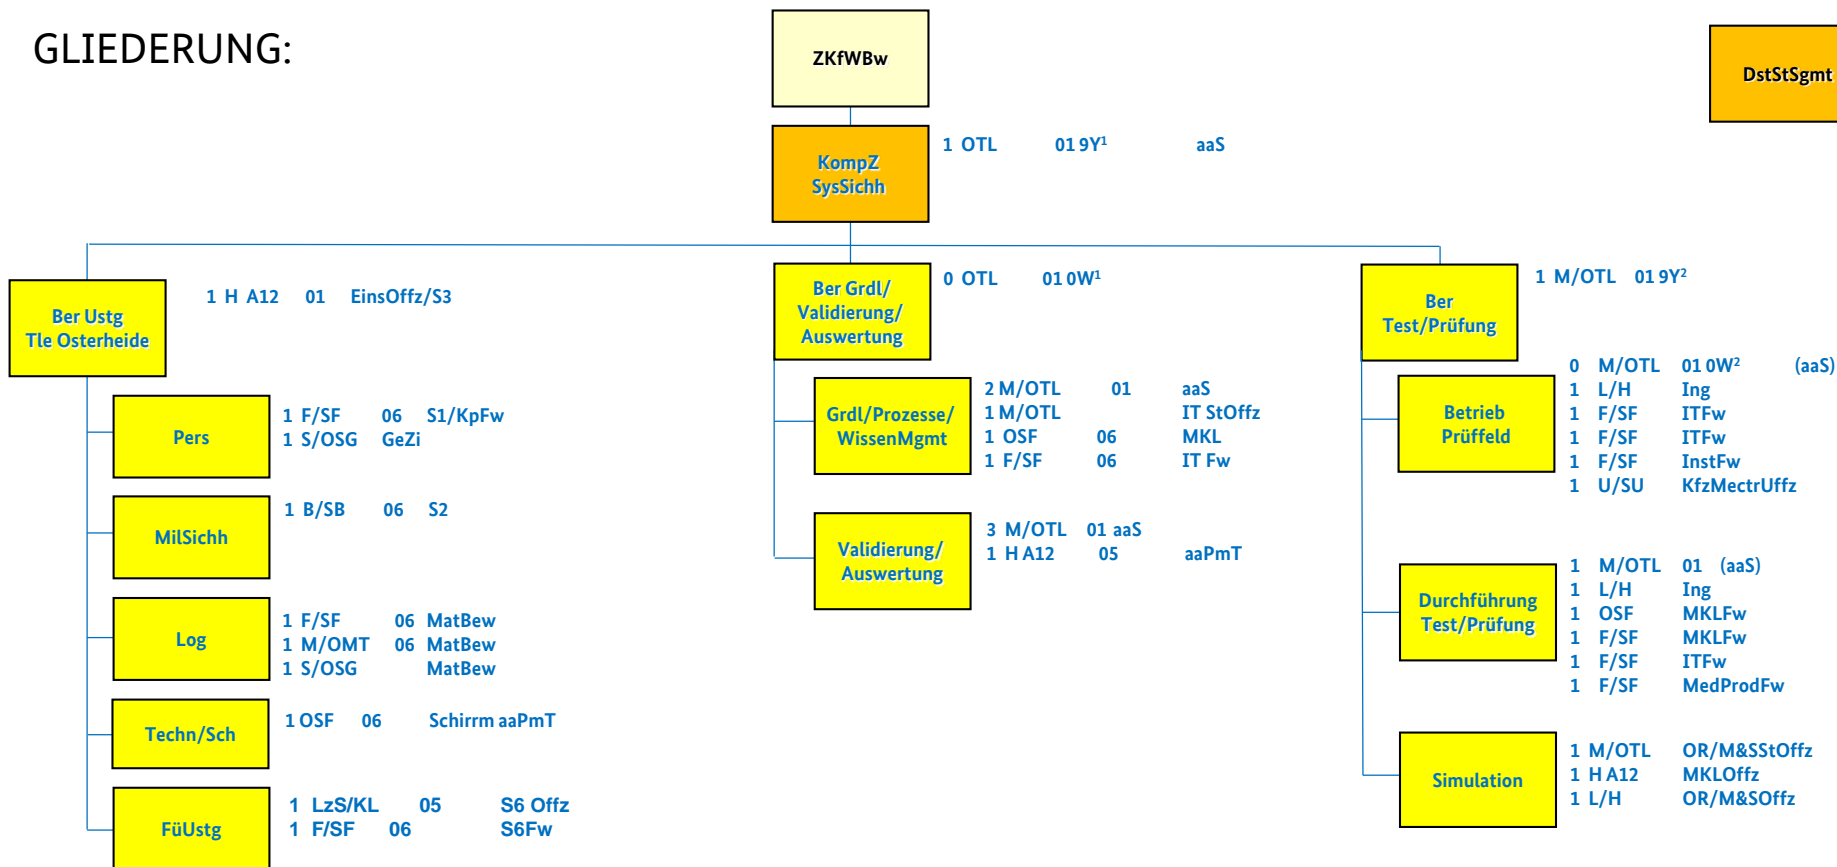 GLIEDERUNG:
ZKfWBw
DstStSgmt
KompZ
SysSichh
1 OTL 01 9Y¹ aaS
Ber Ustg
Tle Osterheide
1 H A12 01 EinsOffz/S3
Pers
1 F/SF 06 S1/KpFw
1 S/OSG GeZi
MilSichh
1 B/SB 06 S2
Log
1 F/SF 06 MatBew
1 M/OMT 06 MatBew
1 S/OSG MatBew
Techn/Sch
1 OSF 06 Schirrm aaPmT
FüUstg
1 LzS/KL 05 S6 Offz
1 F/SF 06 S6Fw
Ber Grdl/
Validierung/
Auswertung
0 OTL 01 0W¹
Grdl/Prozesse/
WissenMgmt
2 M/OTL 01 aaS
1 M/OTL IT StOffz
1 OSF 06 MKL
1 F/SF 06 IT Fw
Validierung/
Auswertung
3 M/OTL 01 aaS
1 H A12 05 aaPmT
Ber
Test/Prüfung
1 M/OTL 01 9Y²
Betrieb
Prüffeld
0 M/OTL 01 0W² (aaS)
1 L/H Ing
1 F/SF ITFw
1 F/SF ITFw
1 F/SF InstFw
1 U/SU KfzMectrUffz
Durchführung
Test/Prüfung
1 M/OTL 01 (aaS)
1 L/H Ing
1 OSF MKLFw
1 F/SF MKLFw
1 F/SF ITFw
1 F/SF MedProdFw
Simulation
1 M/OTL OR/M&SStOffz
1 H A12 MKLOffz
1 L/H OR/M&SOffz